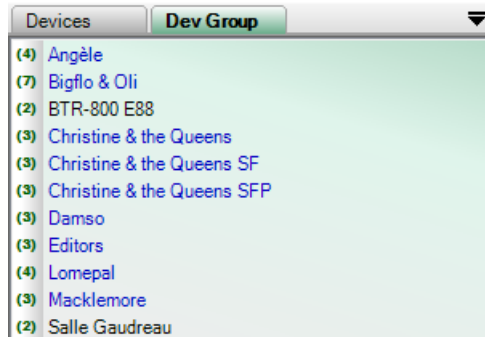 Devices Dev Group
(4) Angèle
(7) Bigflo & Oli
(2) BTR-800 E88
(3) Christine & the Queens
(3) Christine & the Queens SF
(3) Christine & the Queens SFP
(3) Damso
(3) Editors
(4) Lomepal
(3) Macklemore
(2) Salle Gaudreau